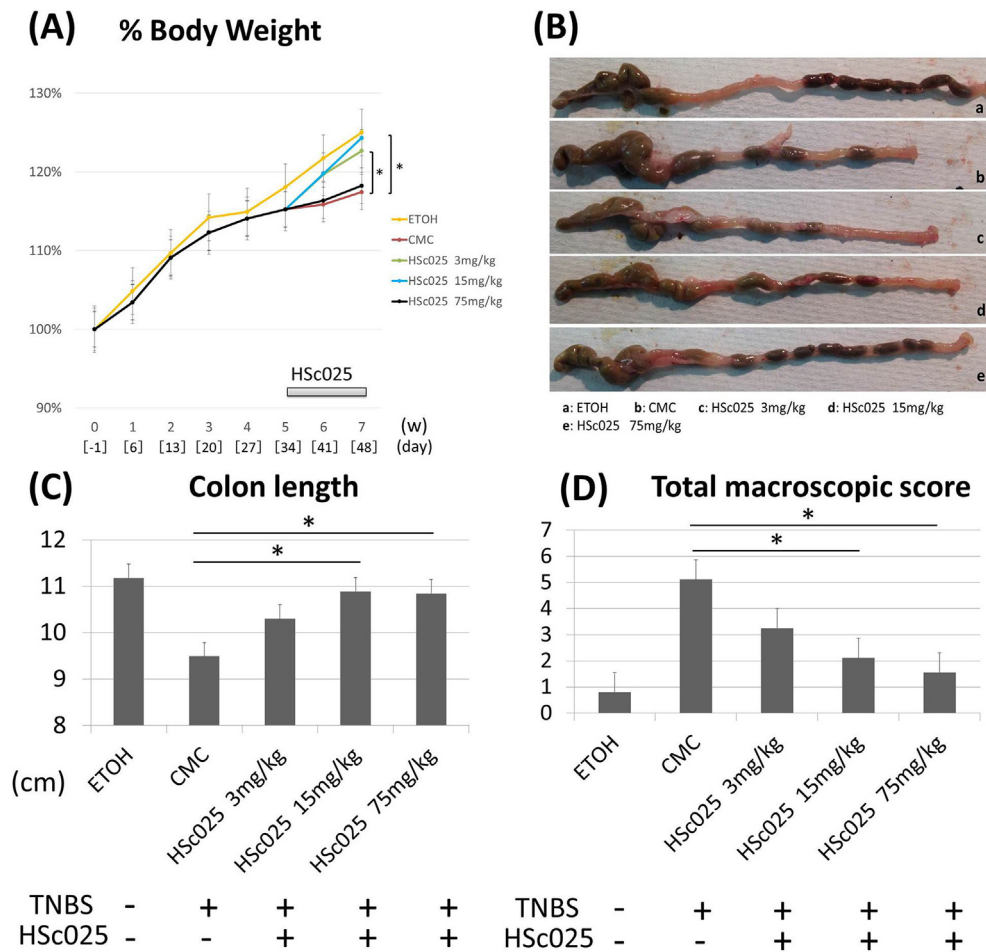 (A) % Body Weight
130%
120%
110%
100%
90%
*
*
ETOH
CMC
HSc025 3mg/kg
HSc025 15mg/kg
HSc025 75mg/kg
HSc025
0 1 2 3 4 5 6 7 (w)
[-1] [6] [13] [20] [27] [34] [41] [48] (day)
(B)
a
b
c
d
e
a: ETOH b: CMC c: HSc025 3mg/kg d: HSc025 15mg/kg
e: HSc025 75mg/kg
(C) Colon length
12
11
10
9
8
*
*
(cm)
ETOH
CMC
HSc025 3mg/kg
HSc025 15mg/kg
HSc025 75mg/kg
TNBS - + + + +
HSc025 - - + + +
(D) Total macroscopic score
7
6
5
4
3
2
1
0
*
*
ETOH
CMC
HSc025 3mg/kg
HSc025 15mg/kg
HSc025 75mg/kg
TNBS - + + + +
HSc025 - - + + +